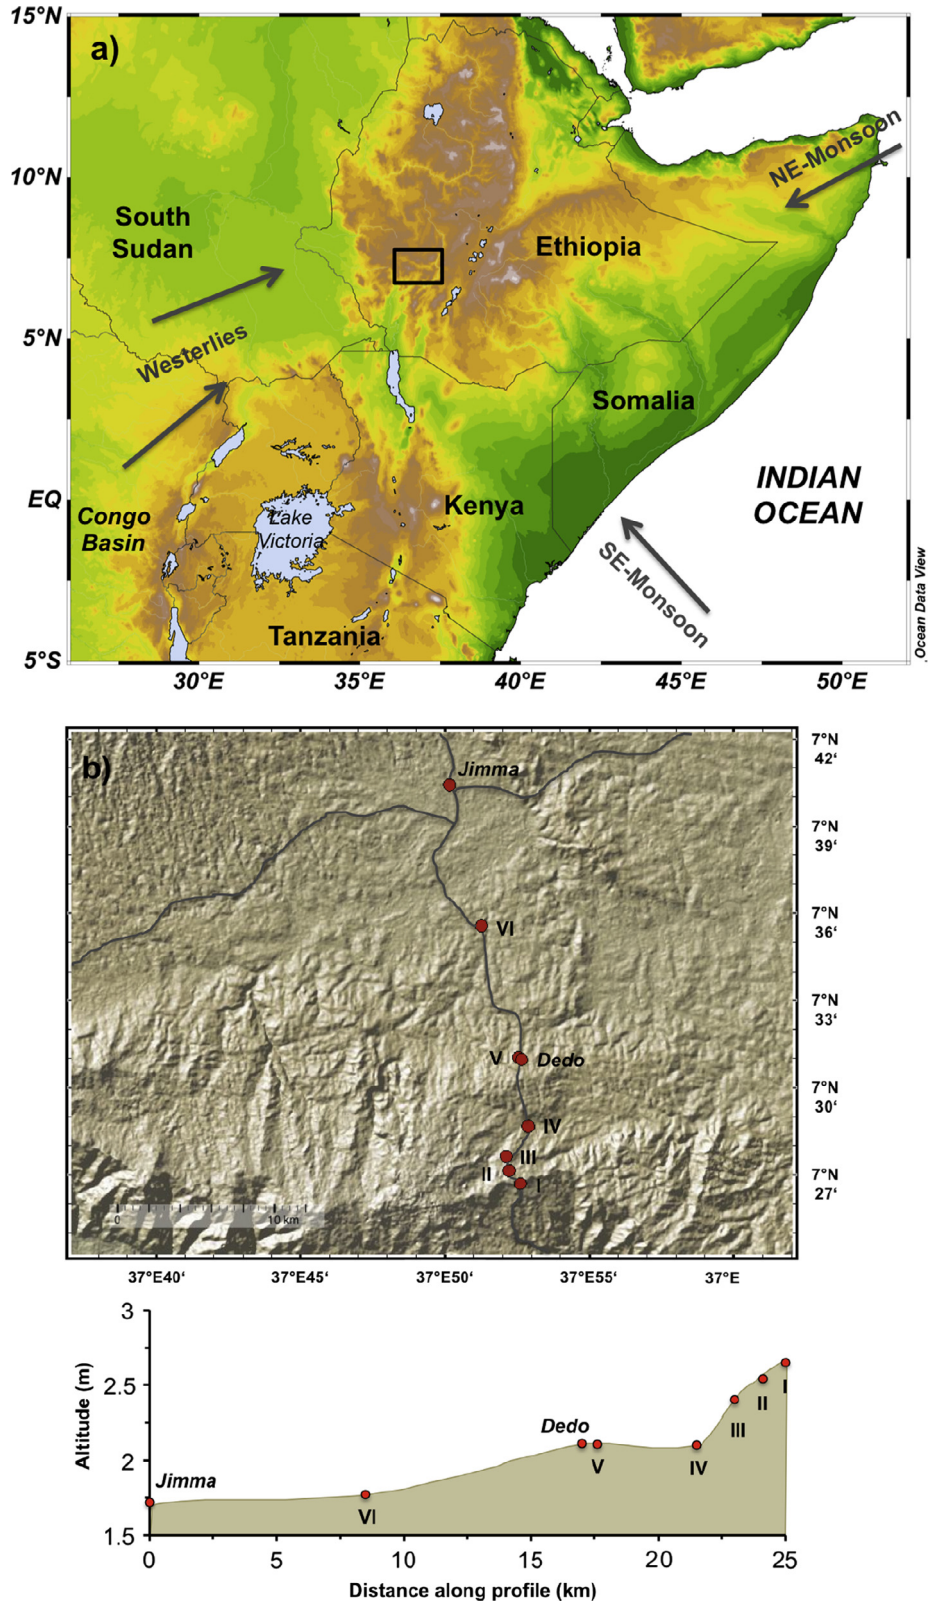 15°N
a)
NE-Monsoon
10°N
South
Sudan
Ethiopia
5°N
Westerlies
Somalia
INDIAN
OCEAN
EQ
Kenya
Congo
Basin
Lake
Victoria
SE-Monsoon
Tanzania
Ocean Data View
5°S
30°E
35°E
40°E
45°E
50°E
b)
Jimma
7°N
42‘
7°N
39‘
VI
7°N
36‘
7°N
33‘
V
Dedo
7°N
30‘
IV
III
II
I
7°N
27‘
0
10 km
37°E40‘
37°E45‘
37°E50‘
37°E55‘
37°E
3
2.5
2
1.5
Altitude (m)
Jimma
VI
Dedo
V
IV
III
II
I
0
5
10
15
20
25
Distance along profile (km)